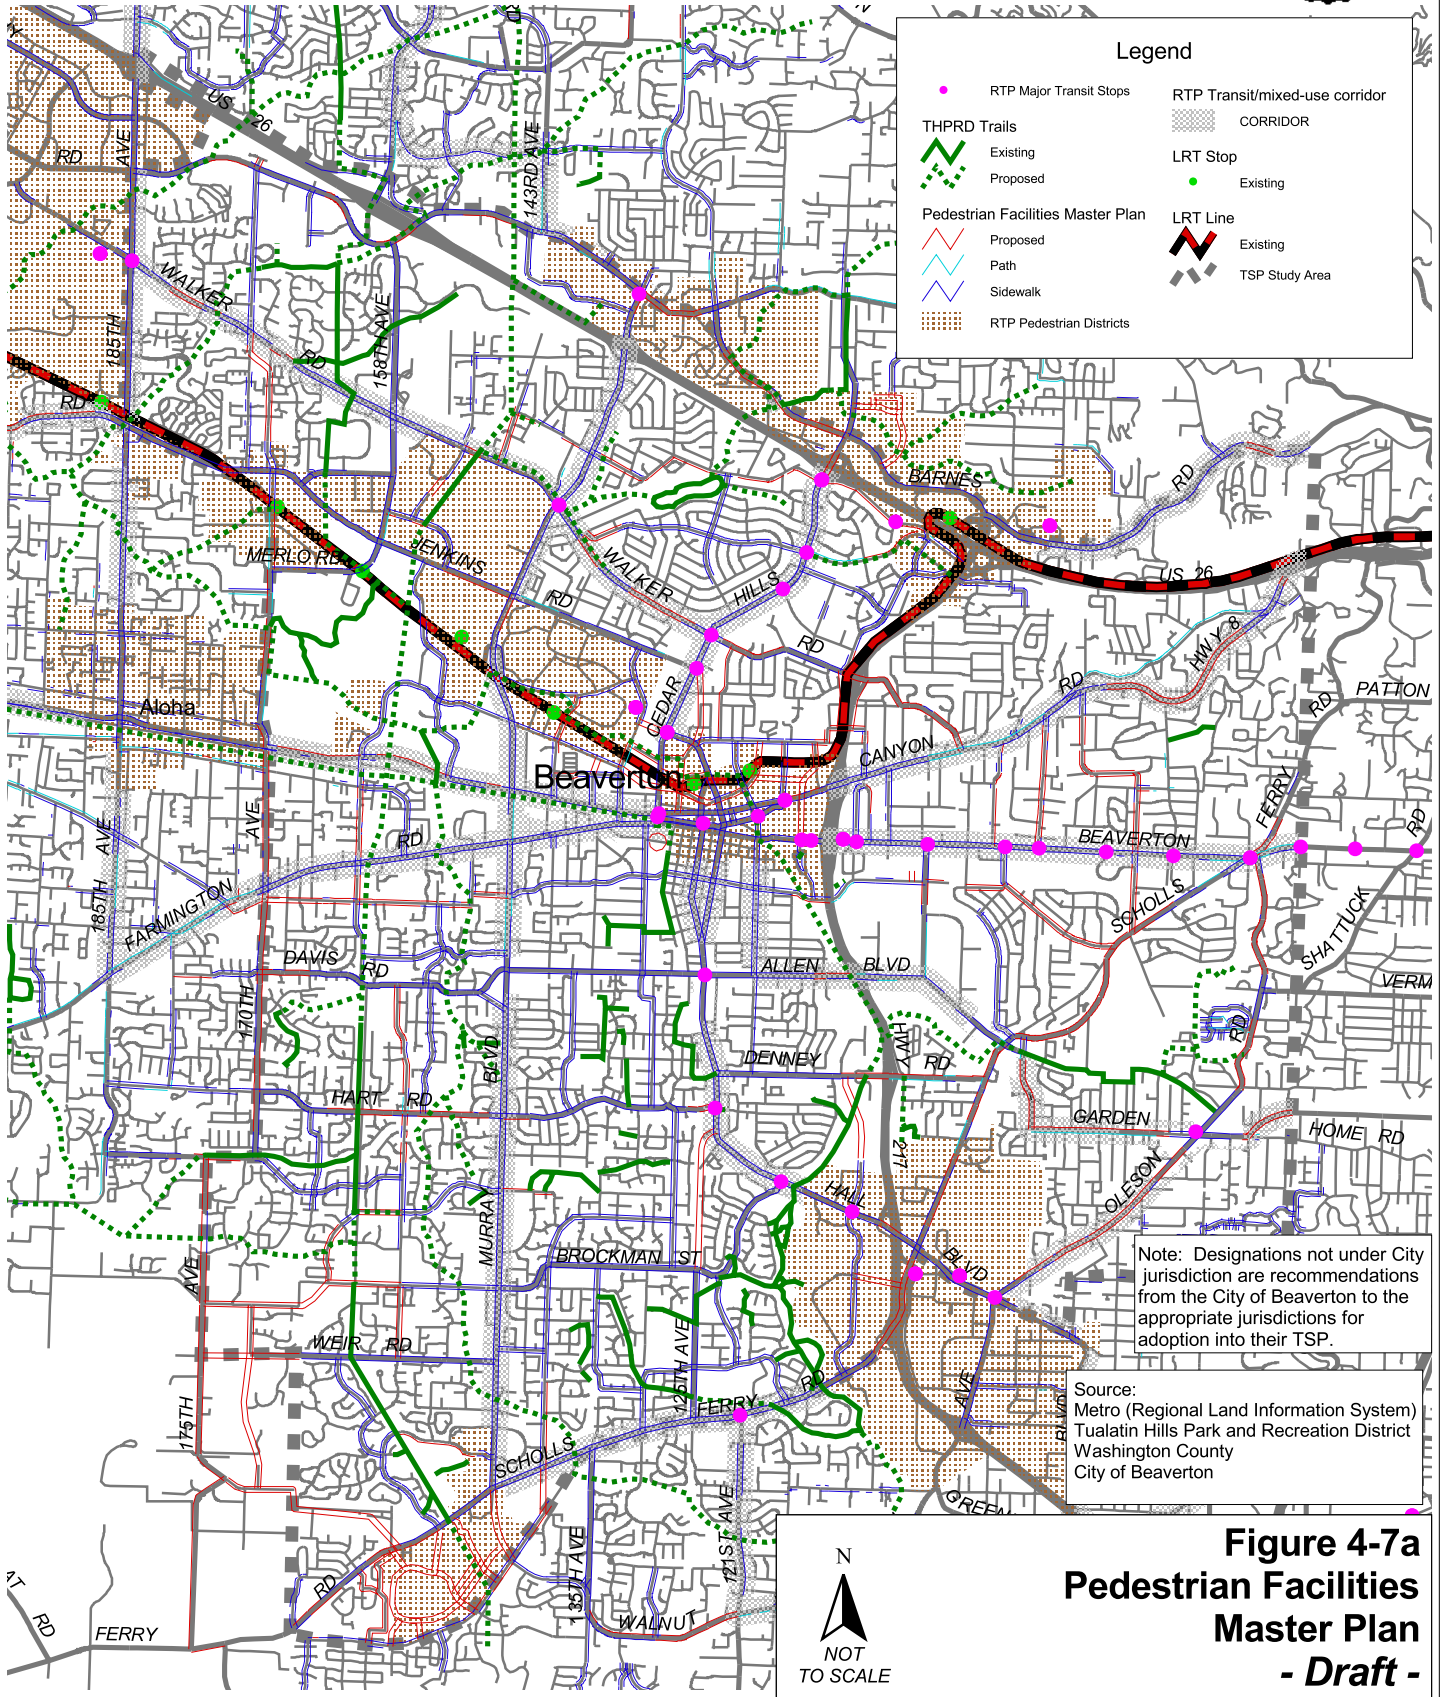 Legend
RTP Major Transit Stops
THPRD Trails
Existing
Proposed
Pedestrian Facilities Master Plan
Proposed
Path
Sidewalk
RTP Pedestrian Districts
RTP Transit/mixed-use corridor
CORRIDOR
LRT Stop
Existing
LRT Line
Existing
TSP Study Area
US 26
RD
AVE
143RD AVE
WALKER
RD
185TH
158TH AVE
RD
BARNES
RD
MERLO RD
JENKINS
RD
WALKER
HILLS
RD
US 26
HWY 8
RD
PATTON
RD
CEDAR
Aloha
CANYON
Beaverton
FERRY
AVE
AVE
RD
BEAVERTON
RD
185TH
FARMINGTON
SCHOLLS
SHATTUCK
DAVIS
RD
ALLEN
BLVD
VERM
170TH
BLVD
HWY
RD
DENNEY
RD
HART
RD
GARDEN
HOME RD
217
OLESON
HALL
MURRAY
BROCKMAN ST
BLVD
AVE
WEIR RD
125TH AVE
FERRY
RD
AVE
BLVD
175TH
SCHOLLS
121ST AVE
135TH AVE
RD
WALNUT
RD
FERRY
Note: Designations not under City
jurisdiction are recommendations
from the City of Beaverton to the
appropriate jurisdictions for
adoption into their TSP.
Source:
Metro (Regional Land Information System)
Tualatin Hills Park and Recreation District
Washington County
City of Beaverton
N
NOT
TO SCALE
Figure 4-7a
Pedestrian Facilities
Master Plan
- Draft -